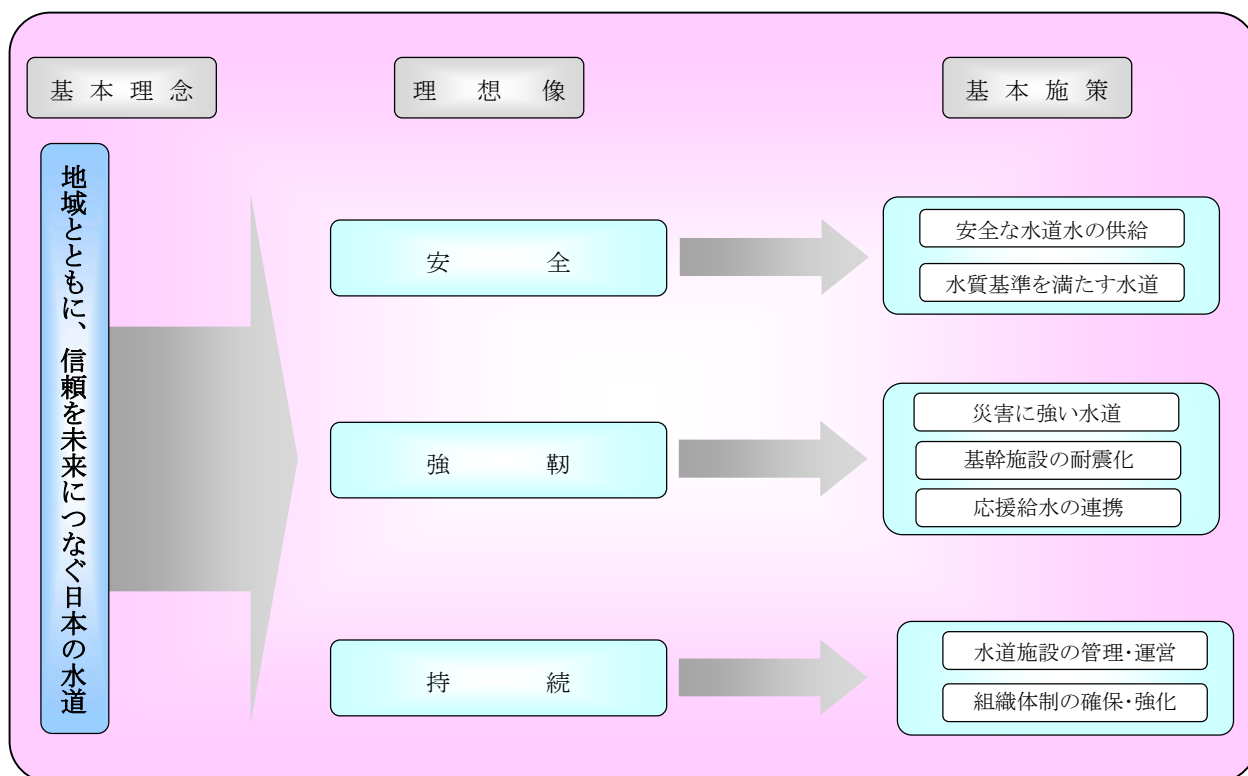 基本理念
理想像
基本施策
地域とともに、信頼を未来につなぐ日本の水道
安全
安全な水道水の供給
水質基準を満たす水道
強靭
災害に強い水道
基幹施設の耐震化
応援給水の連携
持続
水道施設の管理・運営
組織体制の確保・強化